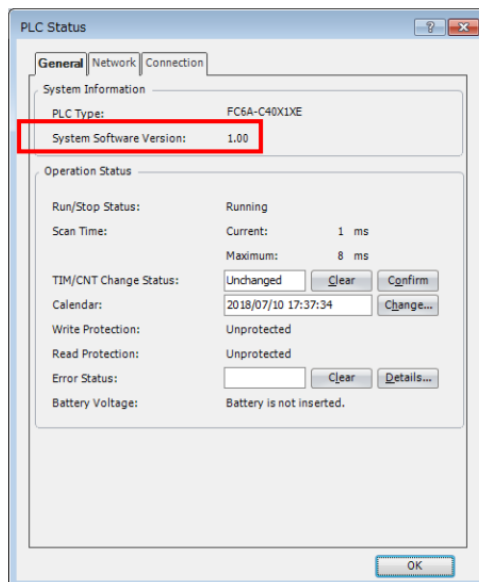 PLC Status
General Network Connection
System Information
PLC Type: FC6A-C40X1XE
System Software Version: 1.00
Operation Status
Run/Stop Status: Running
Scan Time: Current: 1 ms
Maximum: 8 ms
TIM/CNT Change Status: Unchanged Clear Confirm
Calendar: 2018/07/10 17:37:34 Change...
Write Protection: Unprotected
Read Protection: Unprotected
Error Status: Clear Details...
Battery Voltage: Battery is not inserted.
OK